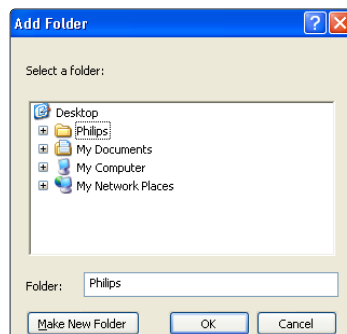 Add Folder
Select a folder:
Desktop
Philips
My Documents
My Computer
My Network Places
Folder: Philips
Make New Folder OK Cancel